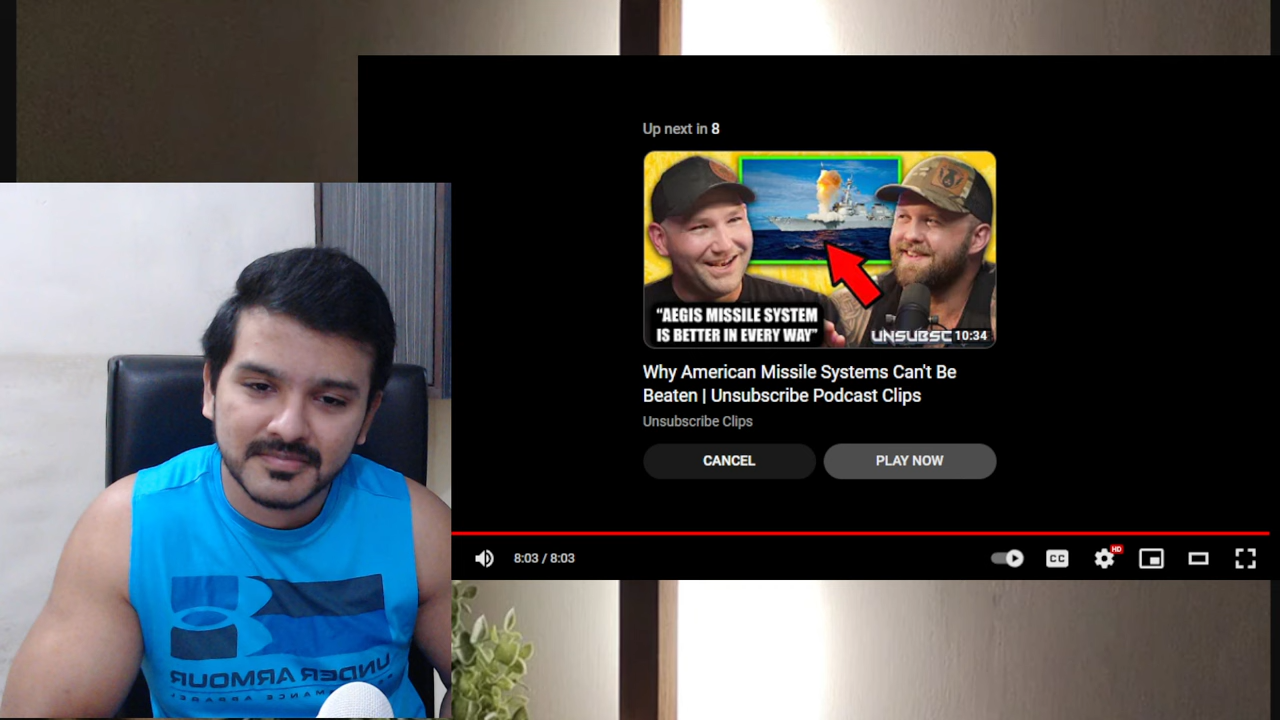 Up next in 8
"AEGIS MISSILE SYSTEM
IS BETTER IN EVERY WAY"
UNSUBSC
10:34
Why American Missile Systems Can't Be
Beaten | Unsubscribe Podcast Clips
Unsubscribe Clips
CANCEL
PLAY NOW
8:03 / 8:03
CC
HD
UNDER ARMOUR